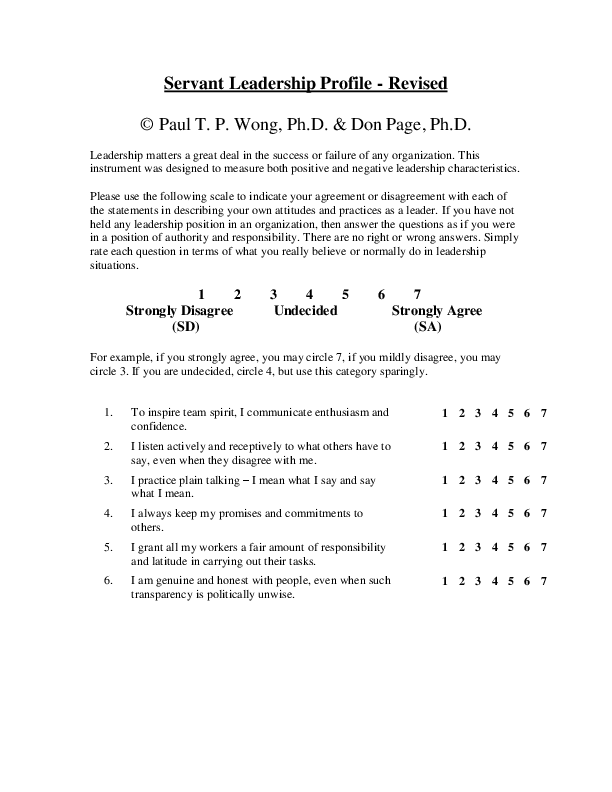 Servant Leadership Profile - Revised
© Paul T. P. Wong, Ph.D. & Don Page, Ph.D.
Leadership matters a great deal in the success or failure of any organization. This
instrument was designed to measure both positive and negative leadership characteristics.
Please use the following scale to indicate your agreement or disagreement with each of
the statements in describing your own attitudes and practices as a leader. If you have not
held any leadership position in an organization, then answer the questions as if you were
in a position of authority and responsibility. There are no right or wrong answers. Simply
rate each question in terms of what you really believe or normally do in leadership
situations.
1 2 3 4 5 6 7
Strongly Disagree Undecided Strongly Agree
(SD) (SA)
For example, if you strongly agree, you may circle 7, if you mildly disagree, you may
circle 3. If you are undecided, circle 4, but use this category sparingly.
1. To inspire team spirit, I communicate enthusiasm and 1 2 3 4 5 6 7
confidence.
2. I listen actively and receptively to what others have to 1 2 3 4 5 6 7
say, even when they disagree with me.
3. I practice plain talking – I mean what I say and say 1 2 3 4 5 6 7
what I mean.
4. I always keep my promises and commitments to 1 2 3 4 5 6 7
others.
5. I grant all my workers a fair amount of responsibility 1 2 3 4 5 6 7
and latitude in carrying out their tasks.
6. I am genuine and honest with people, even when such 1 2 3 4 5 6 7
transparency is politically unwise.